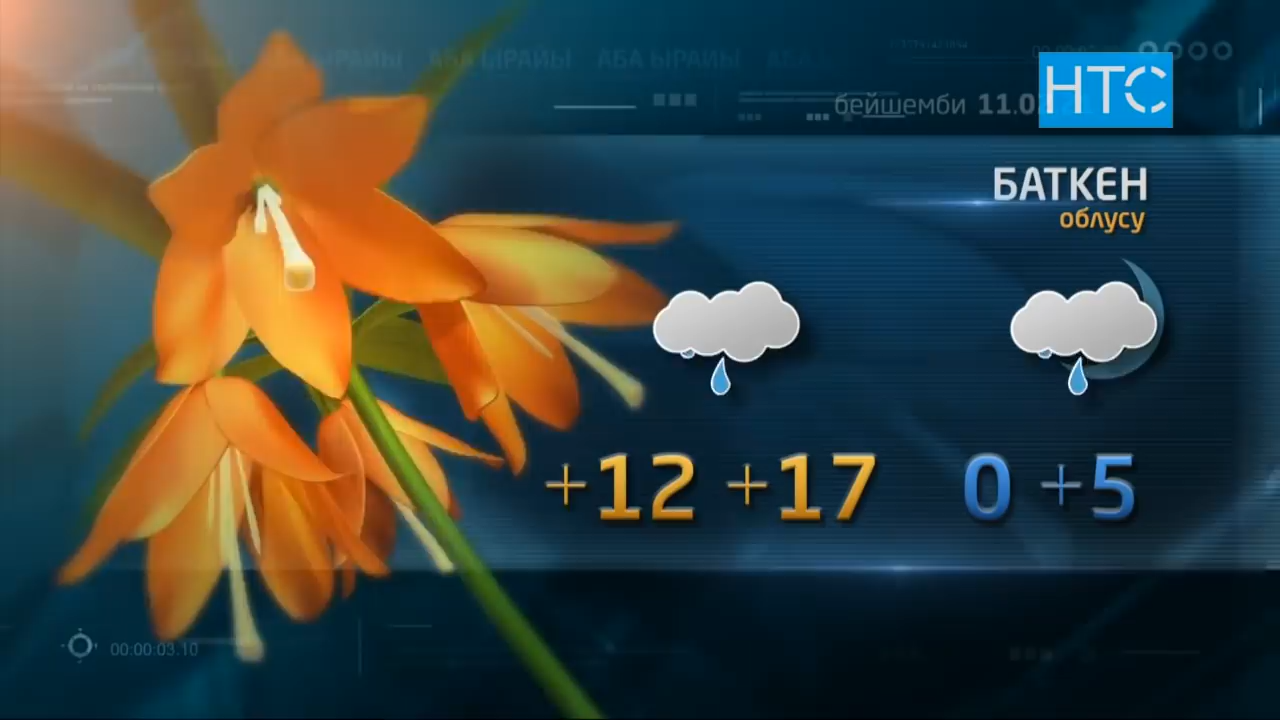 АБА ЫРАЙЫ АБА ЫРАЙЫ
бейшемби 11.0
НТС
БАТКЕН
облусу
+12 +17 0 +5
00:00:03.10